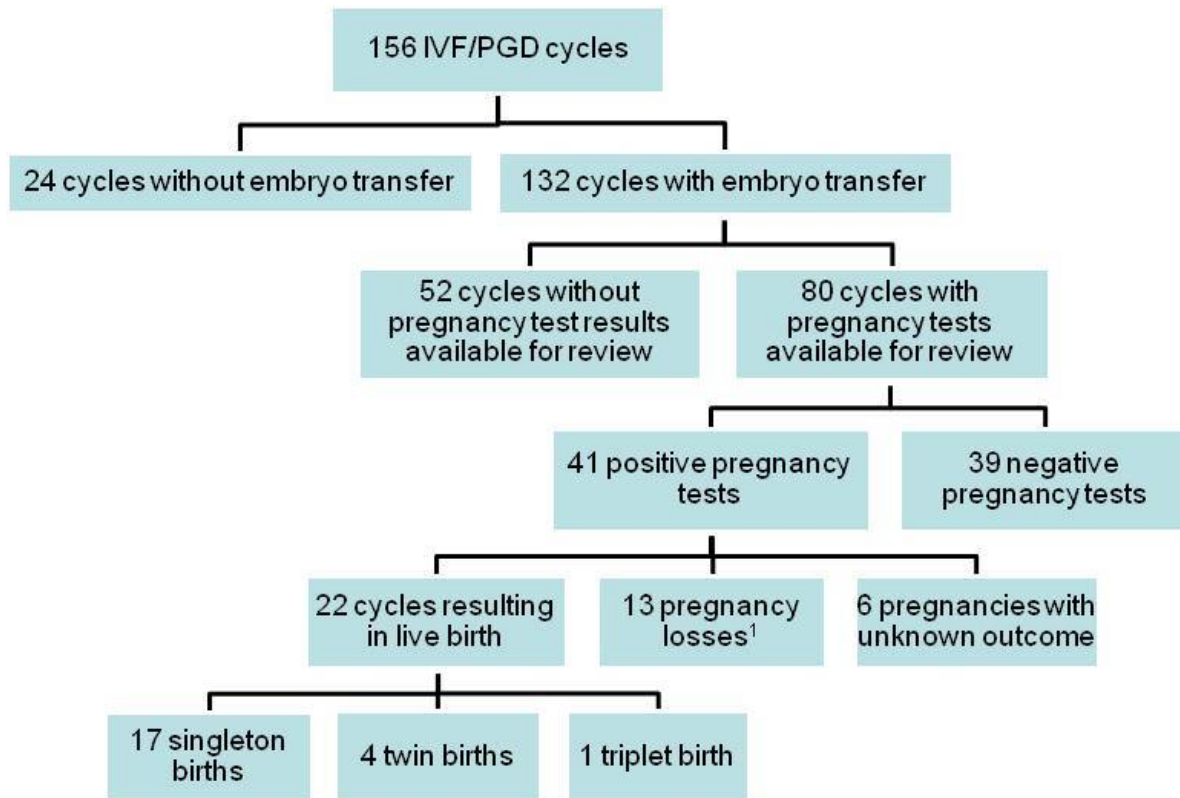 156 IVF/PGD cycles
24 cycles without embryo transfer
132 cycles with embryo transfer
52 cycles without
pregnancy test results
available for review
80 cycles with
pregnancy tests
available for review
41 positive pregnancy
tests
39 negative
pregnancy tests
22 cycles resulting
in live birth
13 pregnancy
losses¹
6 pregnancies with
unknown outcome
17 singleton
births
4 twin births
1 triplet birth